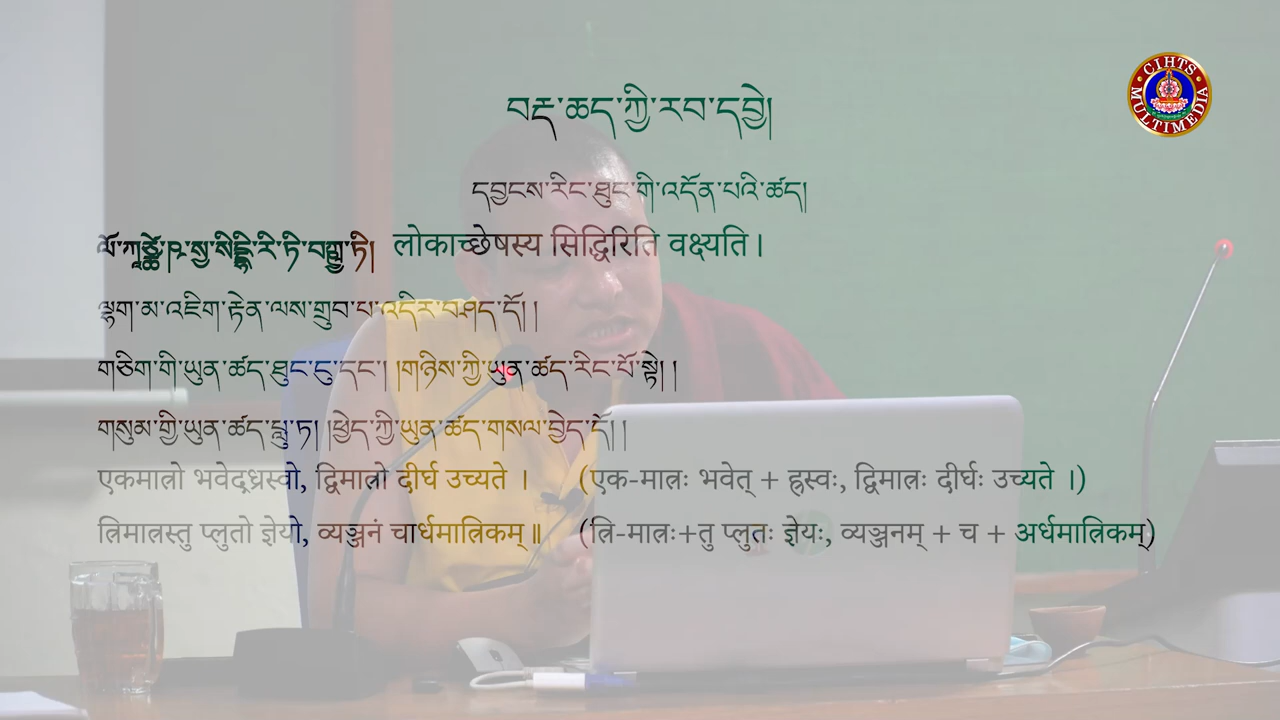 CIHTS MULTIMEDIA
བརྡ་ཆད་ཀྱི་རབ་དབྱེ།
དབྱངས་རིང་ཐུང་གི་འདོན་པའི་ཚད།
ལོ་ཀཱཙྪེ་ཥ་སྱ་སིདྡྷི་རི་ཏི་བཀྵྱ་ཏི། लोकाच्छेषस्य सिद्धिरिति वक्ष्यति ।
ལྷག་མ་འཇིག་རྟེན་ལས་གྲུབ་པ་འདིར་བཤད་དོ། །
གཅིག་གི་ཡུན་ཚད་ཐུང་ངུ་དང་། །གཉིས་ཀྱི་ཡུན་ཚད་རིང་པོ་སྟེ། །
གསུམ་གྱི་ཡུན་ཚད་པླུ་ཏ། །ཕྱེད་ཀྱི་ཡུན་ཚད་གསལ་བྱེད་དོ། །
एकमात्रो भवेद्ध्रस्वो, द्विमात्रो दीर्घ उच्यते । (एक-मात्रः भवेत् + ह्रस्वः, द्विमात्रः दीर्घः उच्यते ।)
त्रिमात्रस्तु प्लुतो ज्ञेयो, व्यञ्जनं चार्धमात्रिकम् ॥ (त्रि-मात्रः+तु प्लुतः ज्ञेयः, व्यञ्जनम् + च + अर्धमात्रिकम्)